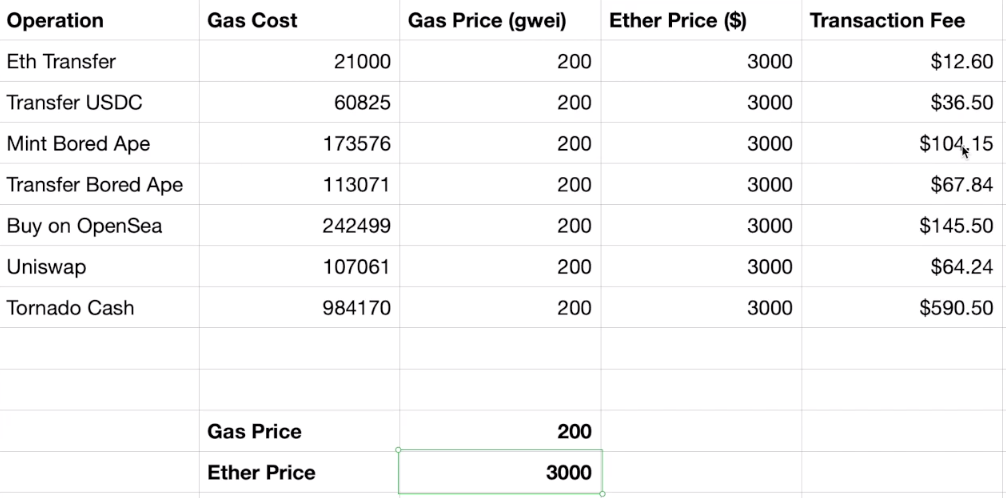 Operation Gas Cost Gas Price (gwei) Ether Price ($) Transaction Fee
Eth Transfer 21000 200 3000 $12.60
Transfer USDC 60825 200 3000 $36.50
Mint Bored Ape 173576 200 3000 $104.15
Transfer Bored Ape 113071 200 3000 $67.84
Buy on OpenSea 242499 200 3000 $145.50
Uniswap 107061 200 3000 $64.24
Tornado Cash 984170 200 3000 $590.50
Gas Price 200
Ether Price 3000